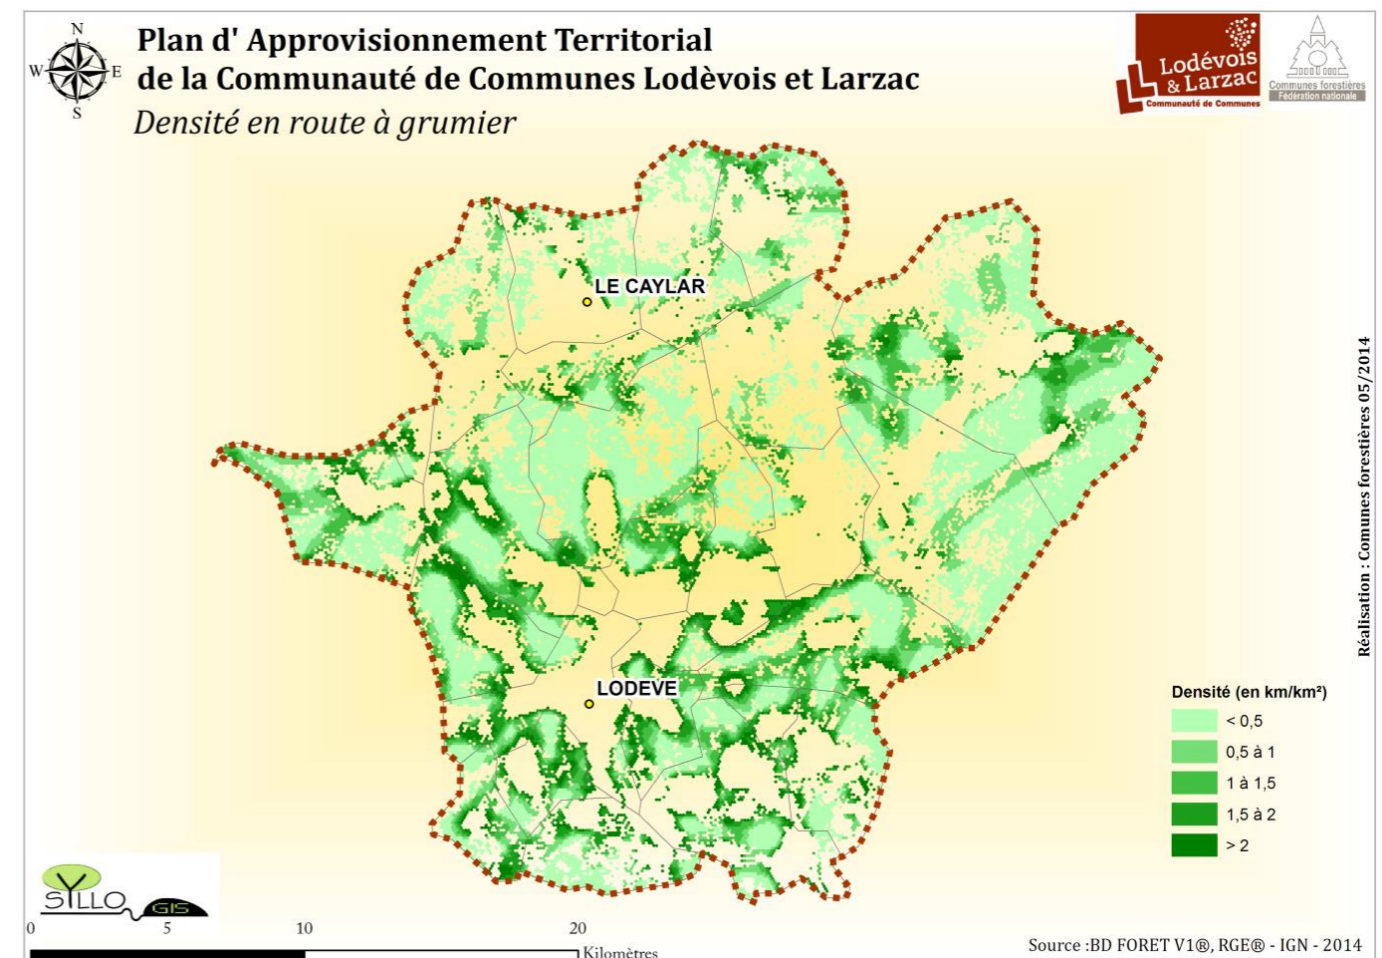 N
W E
S
Plan d' Approvisionnement Territorial
de la Communauté de Communes Lodèvois et Larzac
Densité en route à grumier
Lodévois
& Larzac
Communauté de Communes
Communes forestières
Fédération nationale
LE CAYLAR
LODEVE
Réalisation : Comunes forestières 05/2014
Densité (en km/km²)
< 0,5
0,5 à 1
1 à 1,5
1,5 à 2
> 2
SYLLO GIS
0 5 10 20
Kilomètres
Source :BD FORET V1®, RGE® - IGN - 2014